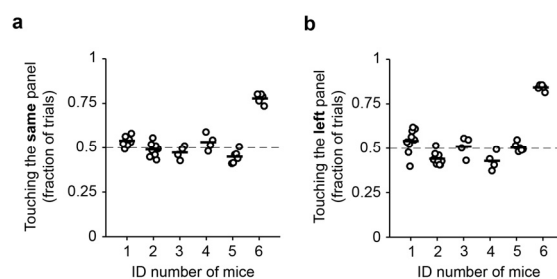 a
Touching the same panel
(fraction of trials)
1
0.75
0.5
0.25
0
1 2 3 4 5 6
ID number of mice
b
Touching the left panel
(fraction of trials)
1
0.75
0.5
0.25
0
1 2 3 4 5 6
ID number of mice